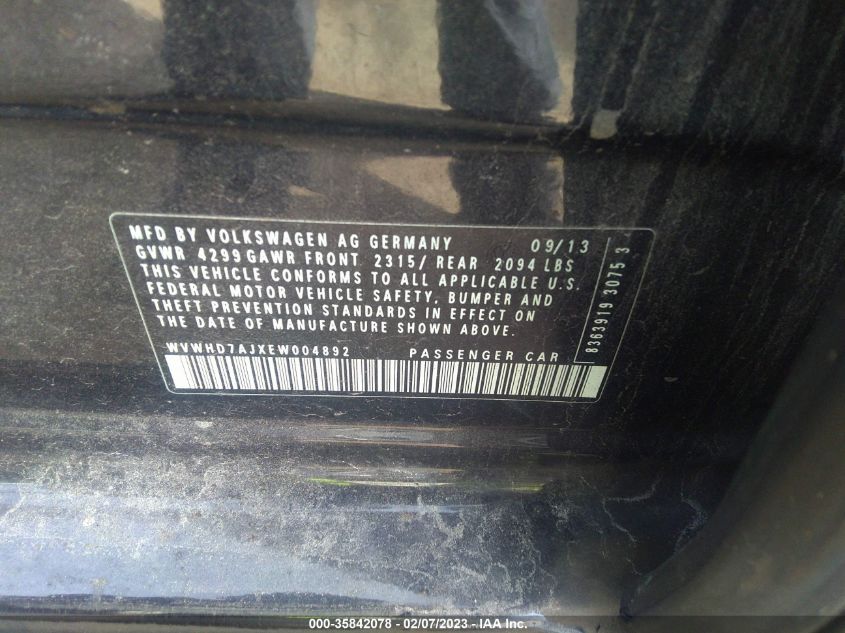 MFD BY VOLKSWAGEN AG GERMANY 09/13
GVWR 4299 GAWR FRONT 2315/ REAR 2094 LBS
THIS VEHICLE CONFORMS TO ALL APPLICABLE U.S.
FEDERAL MOTOR VEHICLE SAFETY, BUMPER AND
THEFT PREVENTION STANDARDS IN EFFECT ON
THE DATE OF MANUFACTURE SHOWN ABOVE.
WVWHD7AJXEW004892 PASSENGER CAR
8363919 3075 3
000-35842078 - 02/07/2023 - IAA Inc.